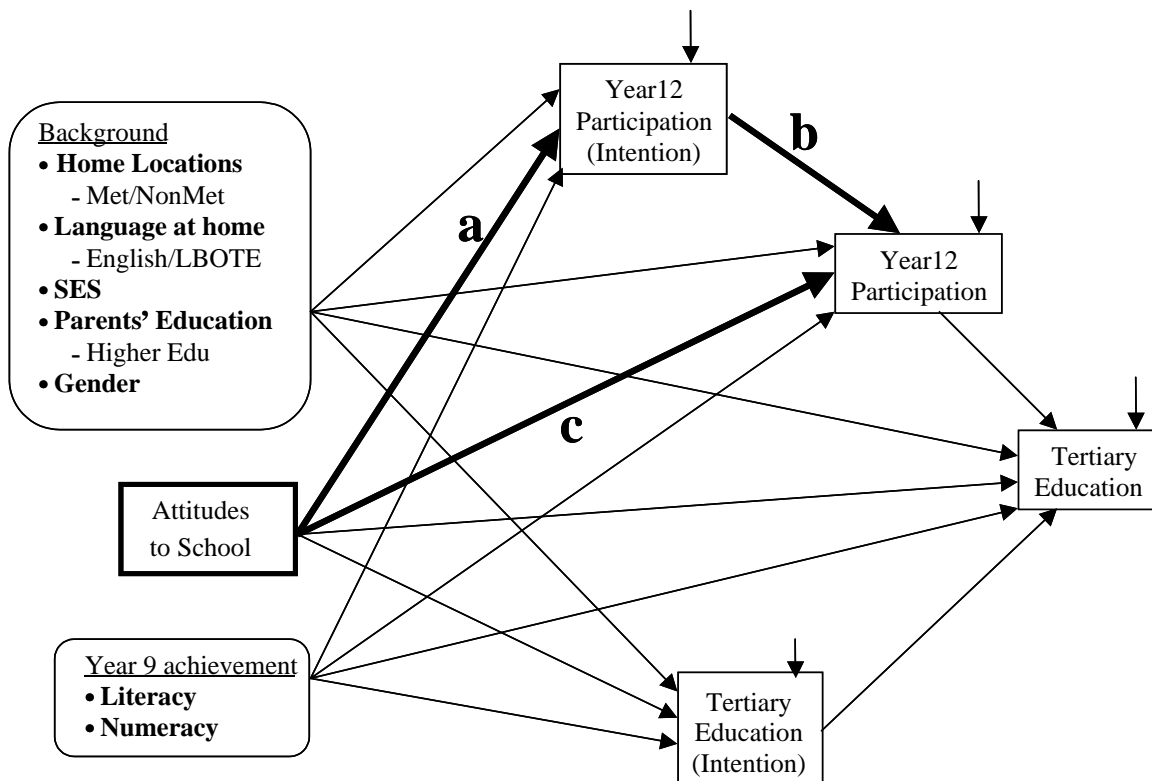 Year12
Participation
(Intention)
b
Background
• Home Locations
- Met/NonMet
• Language at home
- English/LBOTE
• SES
• Parents’ Education
- Higher Edu
• Gender
a
Year12
Participation
c
Tertiary
Education
Attitudes
to School
Year 9 achievement
• Literacy
• Numeracy
Tertiary
Education
(Intention)